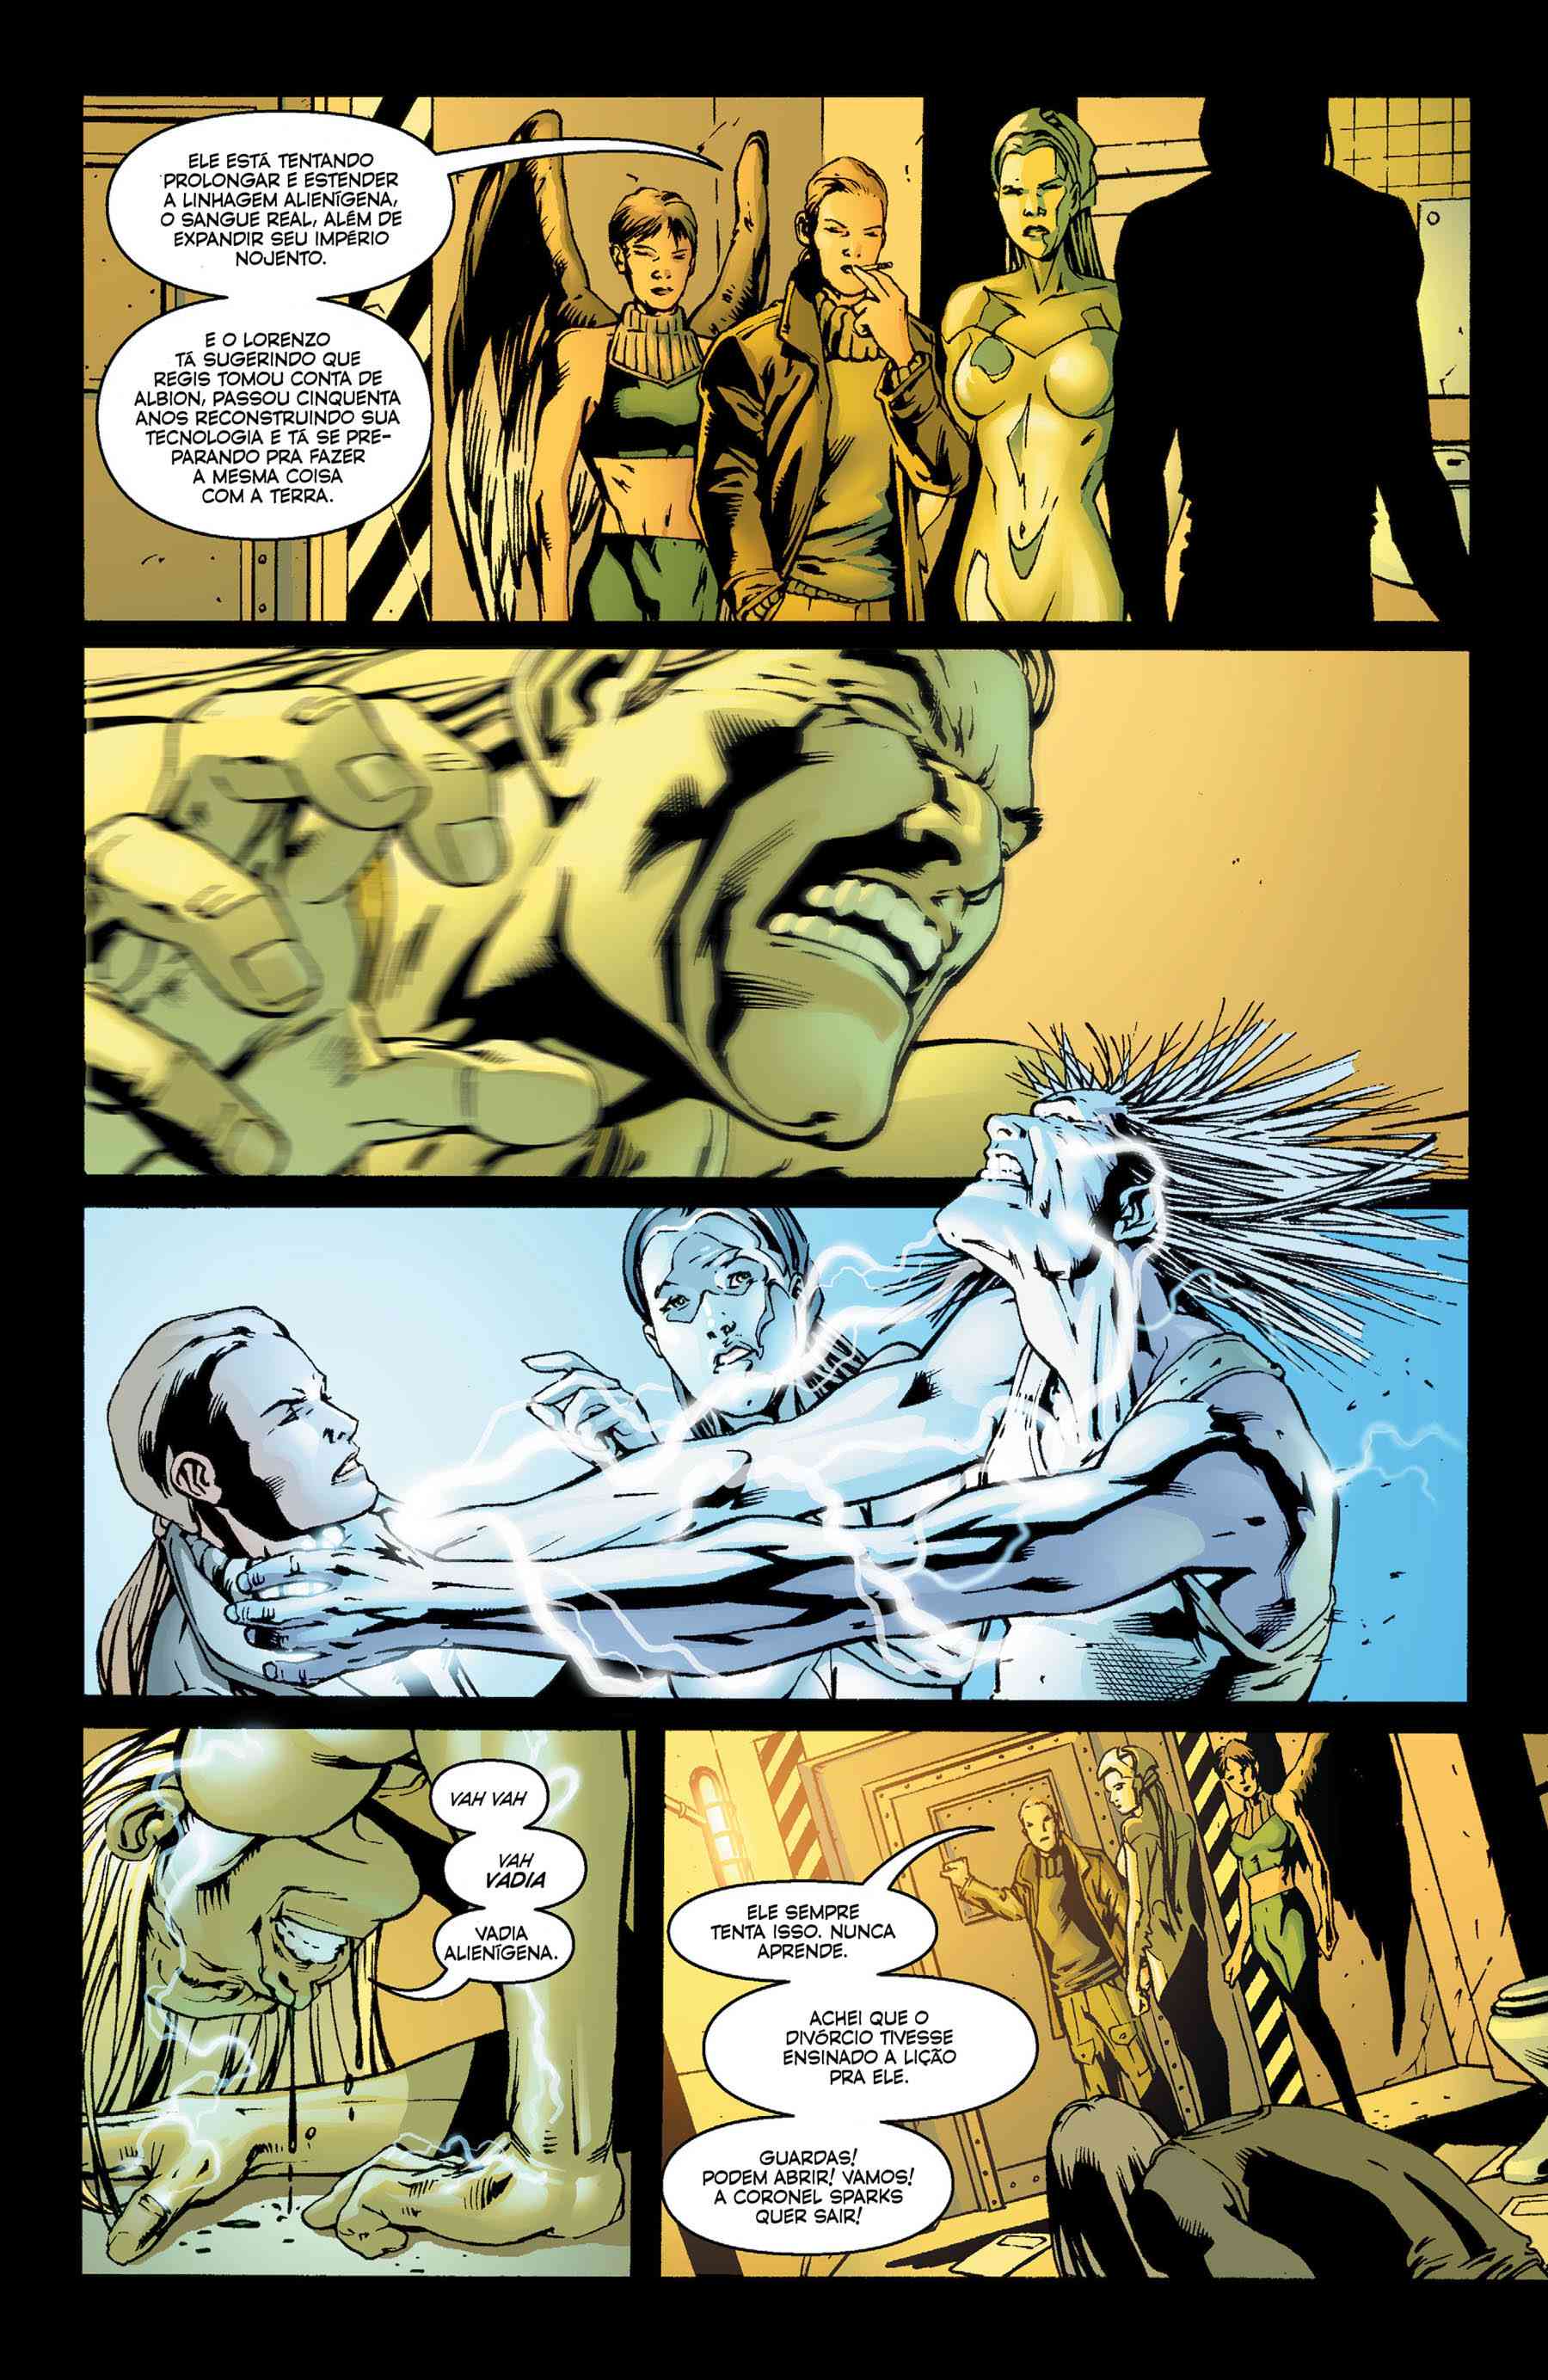 ELE ESTÁ TENTANDO
PROLONGAR E ESTENDER
A LINHAGEM ALIENÍGENA,
O SANGUE REAL, ALÉM DE
EXPANDIR SEU IMPÉRIO
NOJENTO.
E O LORENZO
TÁ SUGERINDO QUE
REGIS TOMOU CONTA DE
ALBION, PASSOU CINQUENTA
ANOS RECONSTRUINDO SUA
TECNOLOGIA E TÁ SE PRE-
PARANDO PRA FAZER
A MESMA COISA
COM A TERRA.
VAH VAH
VAH
VADIA
VADIA
ALIENÍGENA.
ELE SEMPRE
TENTA ISSO. NUNCA
APRENDE.
ACHEI QUE O
DIVÓRCIO TIVESSE
ENSINADO A LIÇÃO
PRA ELE.
GUARDAS!
PODEM ABRIR! VAMOS!
A CORONEL SPARKS
QUER SAIR!